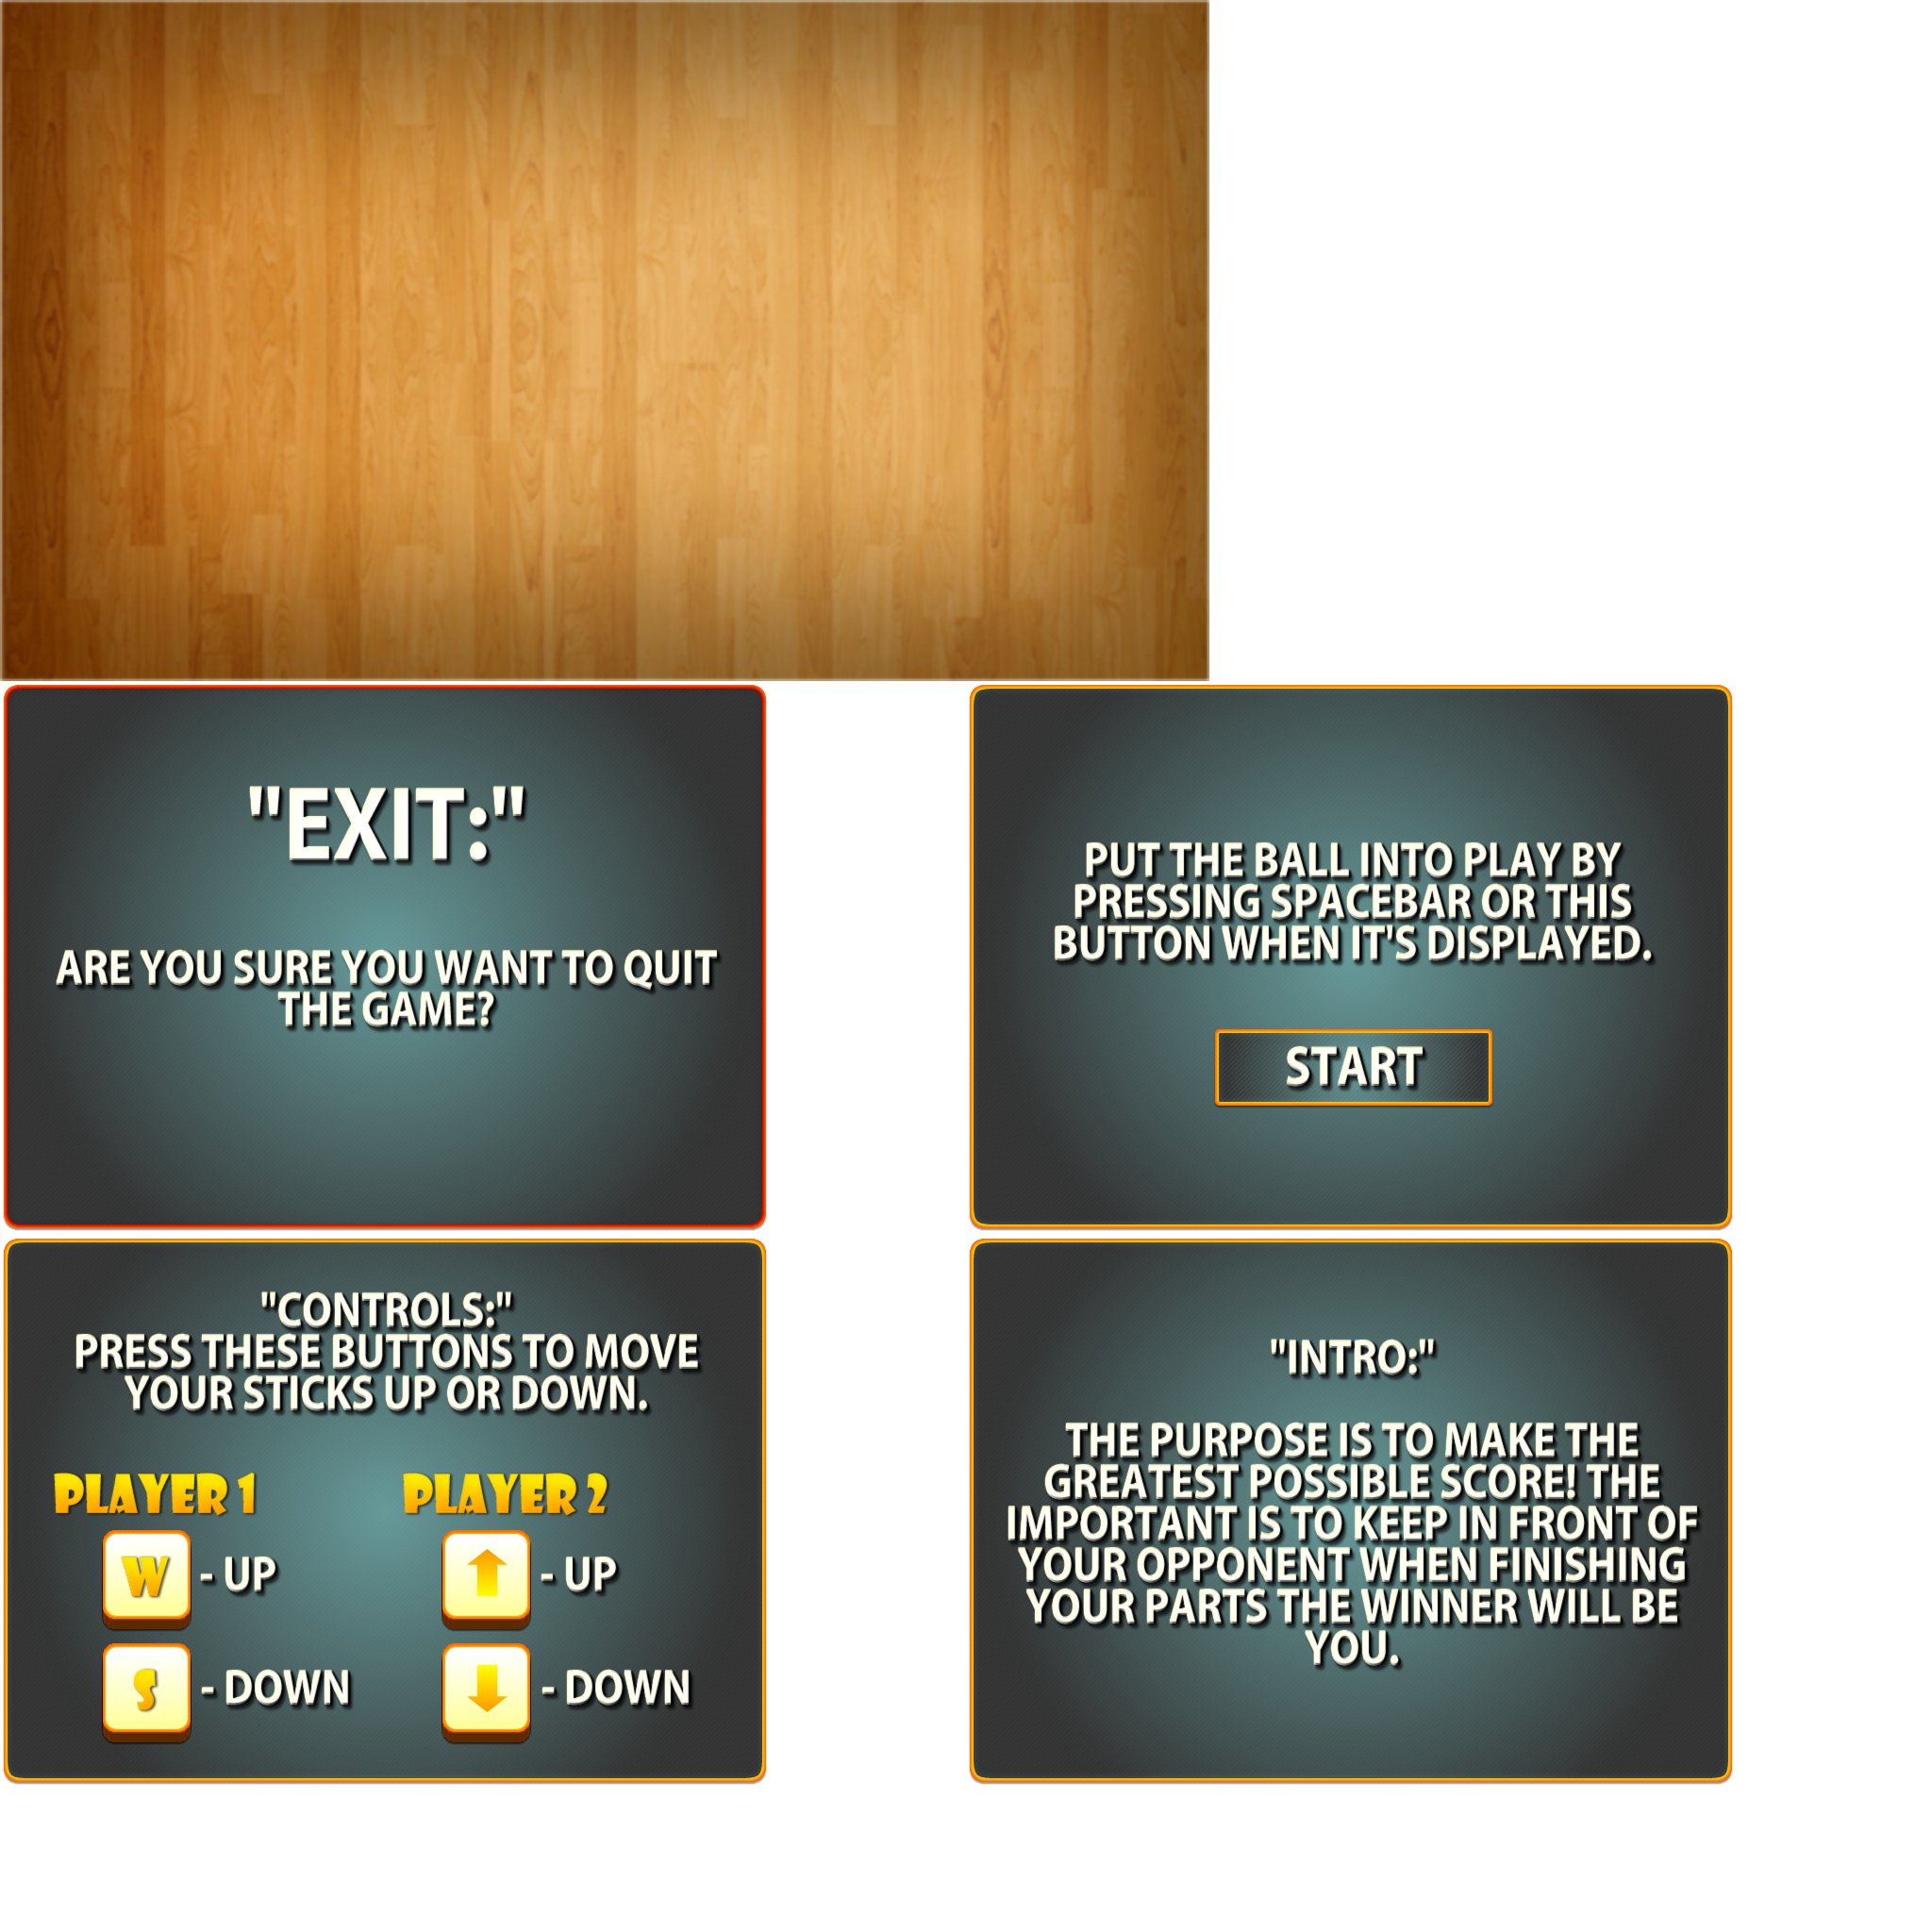 "EXIT:"
ARE YOU SURE YOU WANT TO QUIT
THE GAME?
PUT THE BALL INTO PLAY BY
PRESSING SPACEBAR OR THIS
BUTTON WHEN IT'S DISPLAYED.
START
"CONTROLS:"
PRESS THESE BUTTONS TO MOVE
YOUR STICKS UP OR DOWN.
PLAYER 1
W - UP
S - DOWN
PLAYER 2
- UP
- DOWN
"INTRO:"
THE PURPOSE IS TO MAKE THE
GREATEST POSSIBLE SCORE! THE
IMPORTANT IS TO KEEP IN FRONT OF
YOUR OPPONENT WHEN FINISHING
YOUR PARTS THE WINNER WILL BE
YOU.